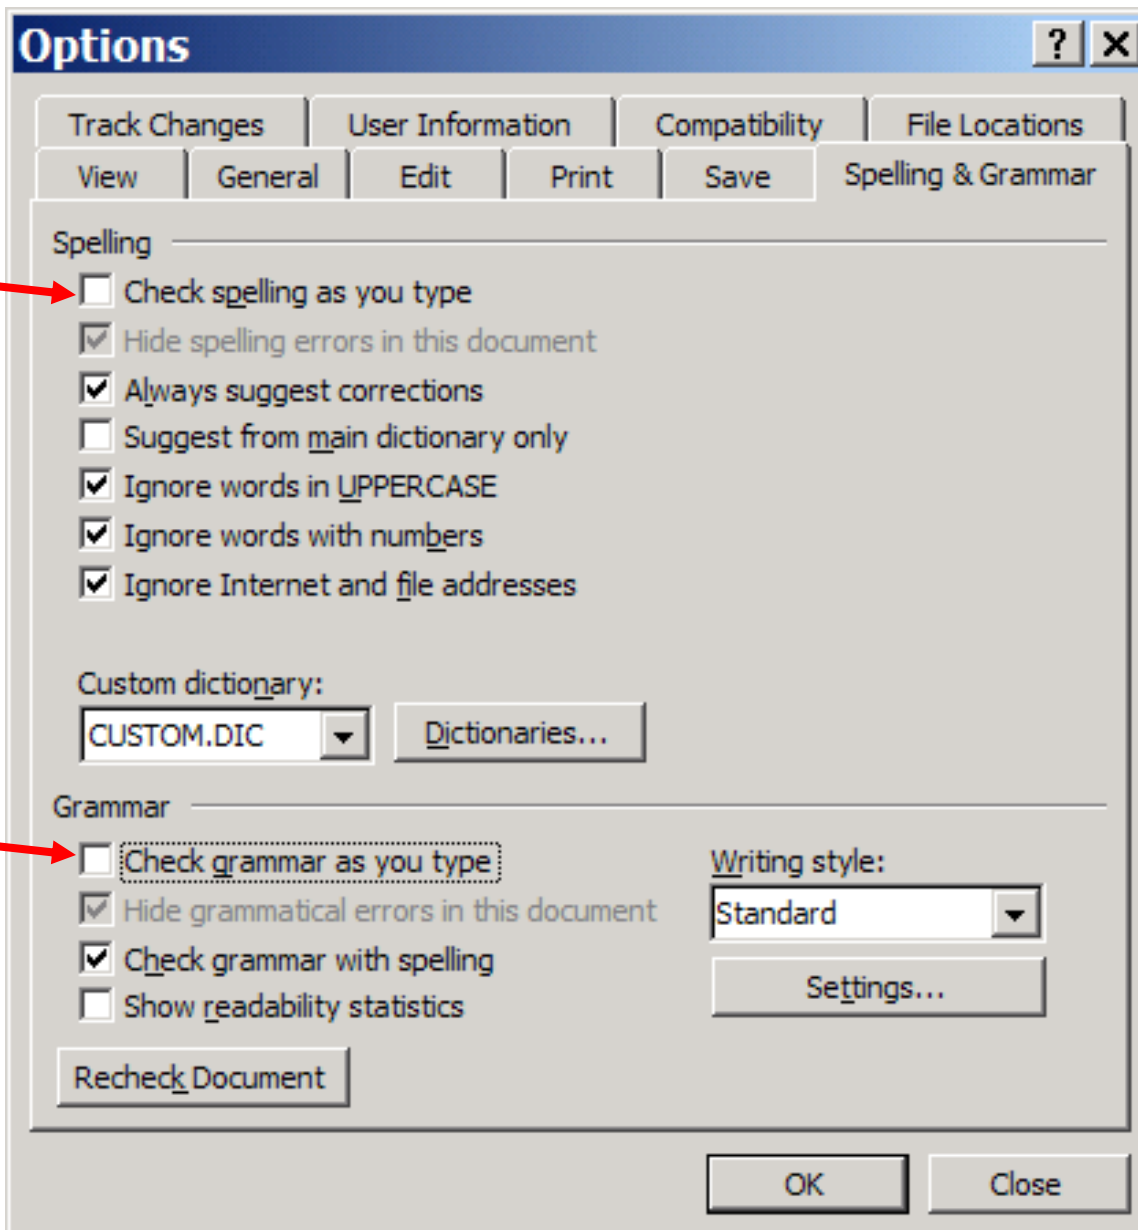 Options
Track Changes User Information Compatibility File Locations
View General Edit Print Save Spelling & Grammar
Spelling
Check spelling as you type
Hide spelling errors in this document
Always suggest corrections
Suggest from main dictionary only
Ignore words in UPPERCASE
Ignore words with numbers
Ignore Internet and file addresses
Custom dictionary:
CUSTOM.DIC Dictionaries...
Grammar
Check grammar as you type Writing style:
Hide grammatical errors in this document Standard
Check grammar with spelling Settings...
Show readability statistics
Recheck Document
OK Close